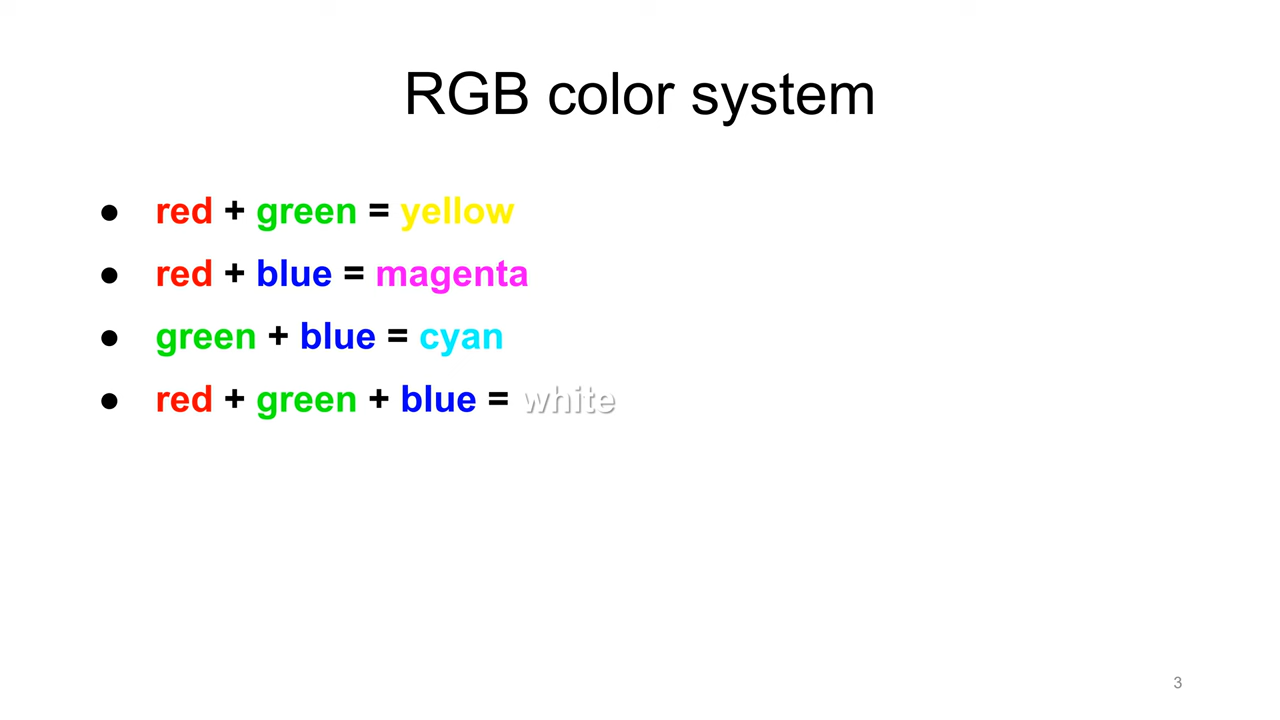 RGB color system
● red + green = yellow
● red + blue = magenta
● green + blue = cyan
● red + green + blue = white
3